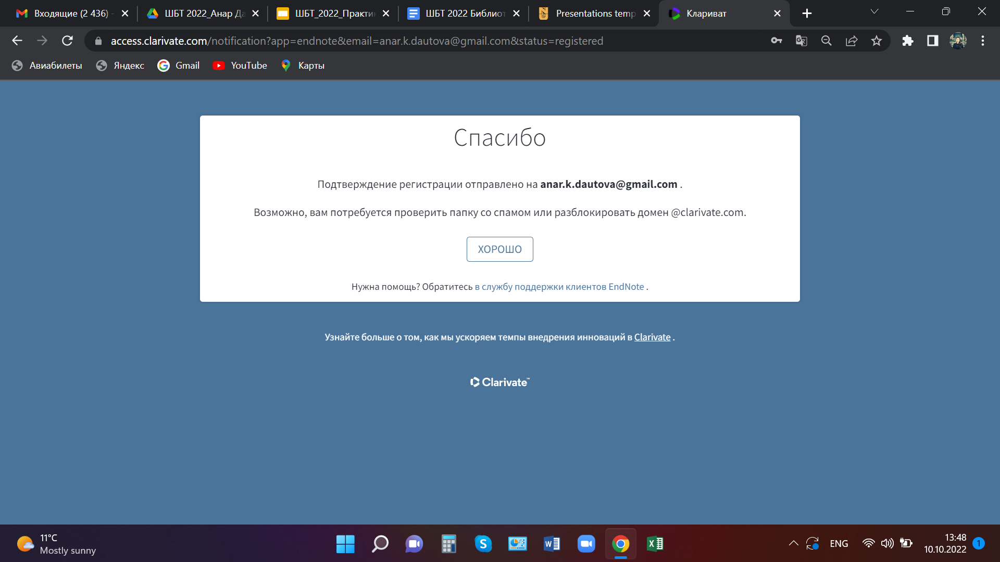 Входящие (2 436) -
ШБТ 2022_Анар Да
ШБТ_2022_Практи
ШБТ 2022 Библиот
Presentations temp
Клариват
access.clarivate.com/notification?app=endnote&email=anar.k.dautova@gmail.com&status=registered
Авиабилеты
Яндекс
Gmail
YouTube
Карты
Спасибо
Подтверждение регистрации отправлено на anar.k.dautova@gmail.com .
Возможно, вам потребуется проверить папку со спамом или разблокировать домен @clarivate.com.
ХОРОШО
Нужна помощь? Обратитесь в службу поддержки клиентов EndNote .
Узнайте больше о том, как мы ускоряем темпы внедрения инноваций в Clarivate .
Clarivate™
11°C
Mostly sunny
ENG
13:48
10.10.2022
1